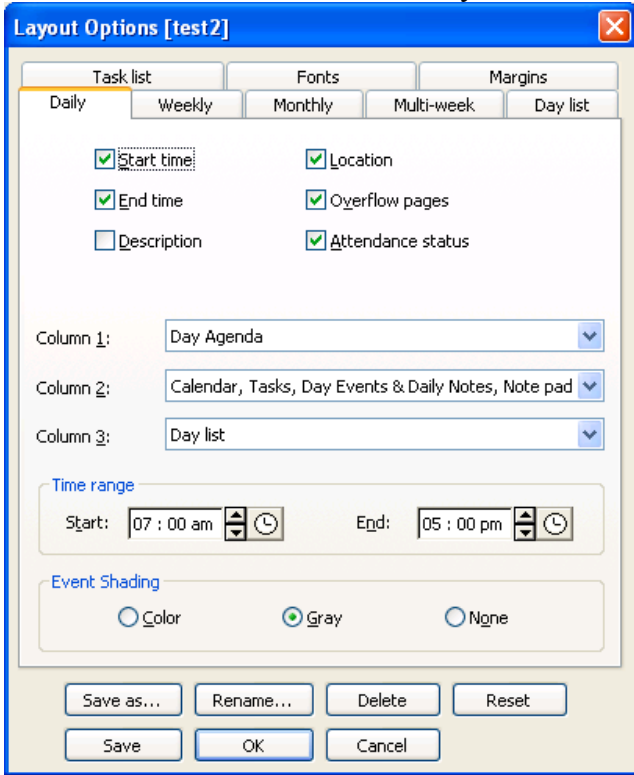 Layout Options [test2]
Task list Fonts Margins
Daily Weekly Monthly Multi-week Day list
Start time Location
End time Overflow pages
Description Attendance status
Column 1: Day Agenda
Column 2: Calendar, Tasks, Day Events & Daily Notes, Note pad
Column 3: Day list
Time range
Start: 07 : 00 am End: 05 : 00 pm
Event Shading
Color Gray None
Save as... Rename... Delete Reset
Save OK Cancel